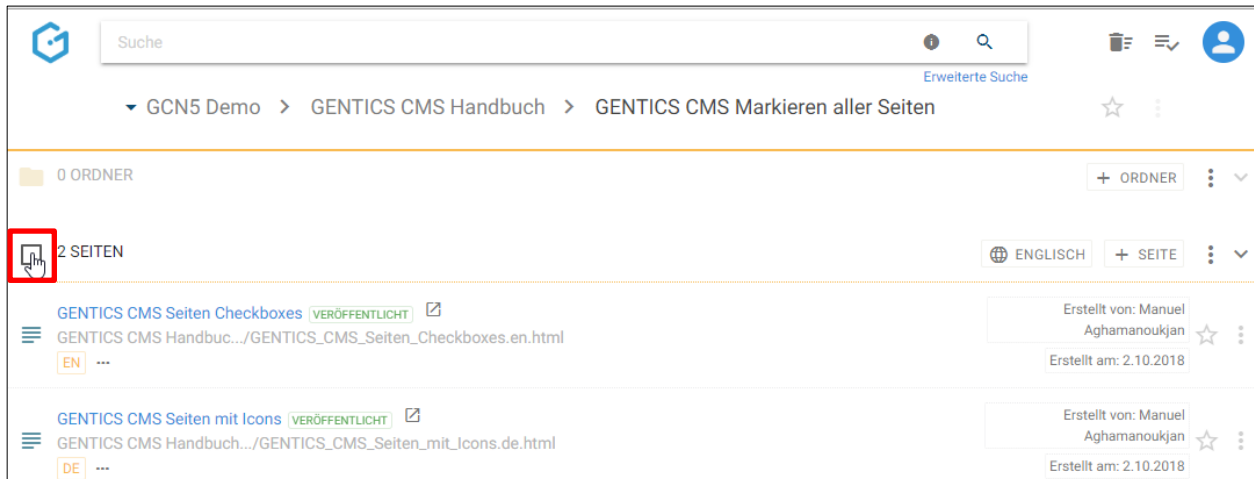 Suche
Erweiterte Suche
GCN5 Demo > GENTICS CMS Handbuch > GENTICS CMS Markieren aller Seiten
0 ORDNER
+ ORDNER
2 SEITEN
ENGLISCH
+ SEITE
GENTICS CMS Seiten Checkboxes VERÖFFENTLICHT
GENTICS CMS Handbuc.../GENTICS_CMS_Seiten_Checkboxes.en.html
EN ...
Erstellt von: Manuel
Aghamanoukjan
Erstellt am: 2.10.2018
GENTICS CMS Seiten mit Icons VERÖFFENTLICHT
GENTICS CMS Handbuch.../GENTICS_CMS_Seiten_mit_Icons.de.html
DE ...
Erstellt von: Manuel
Aghamanoukjan
Erstellt am: 2.10.2018